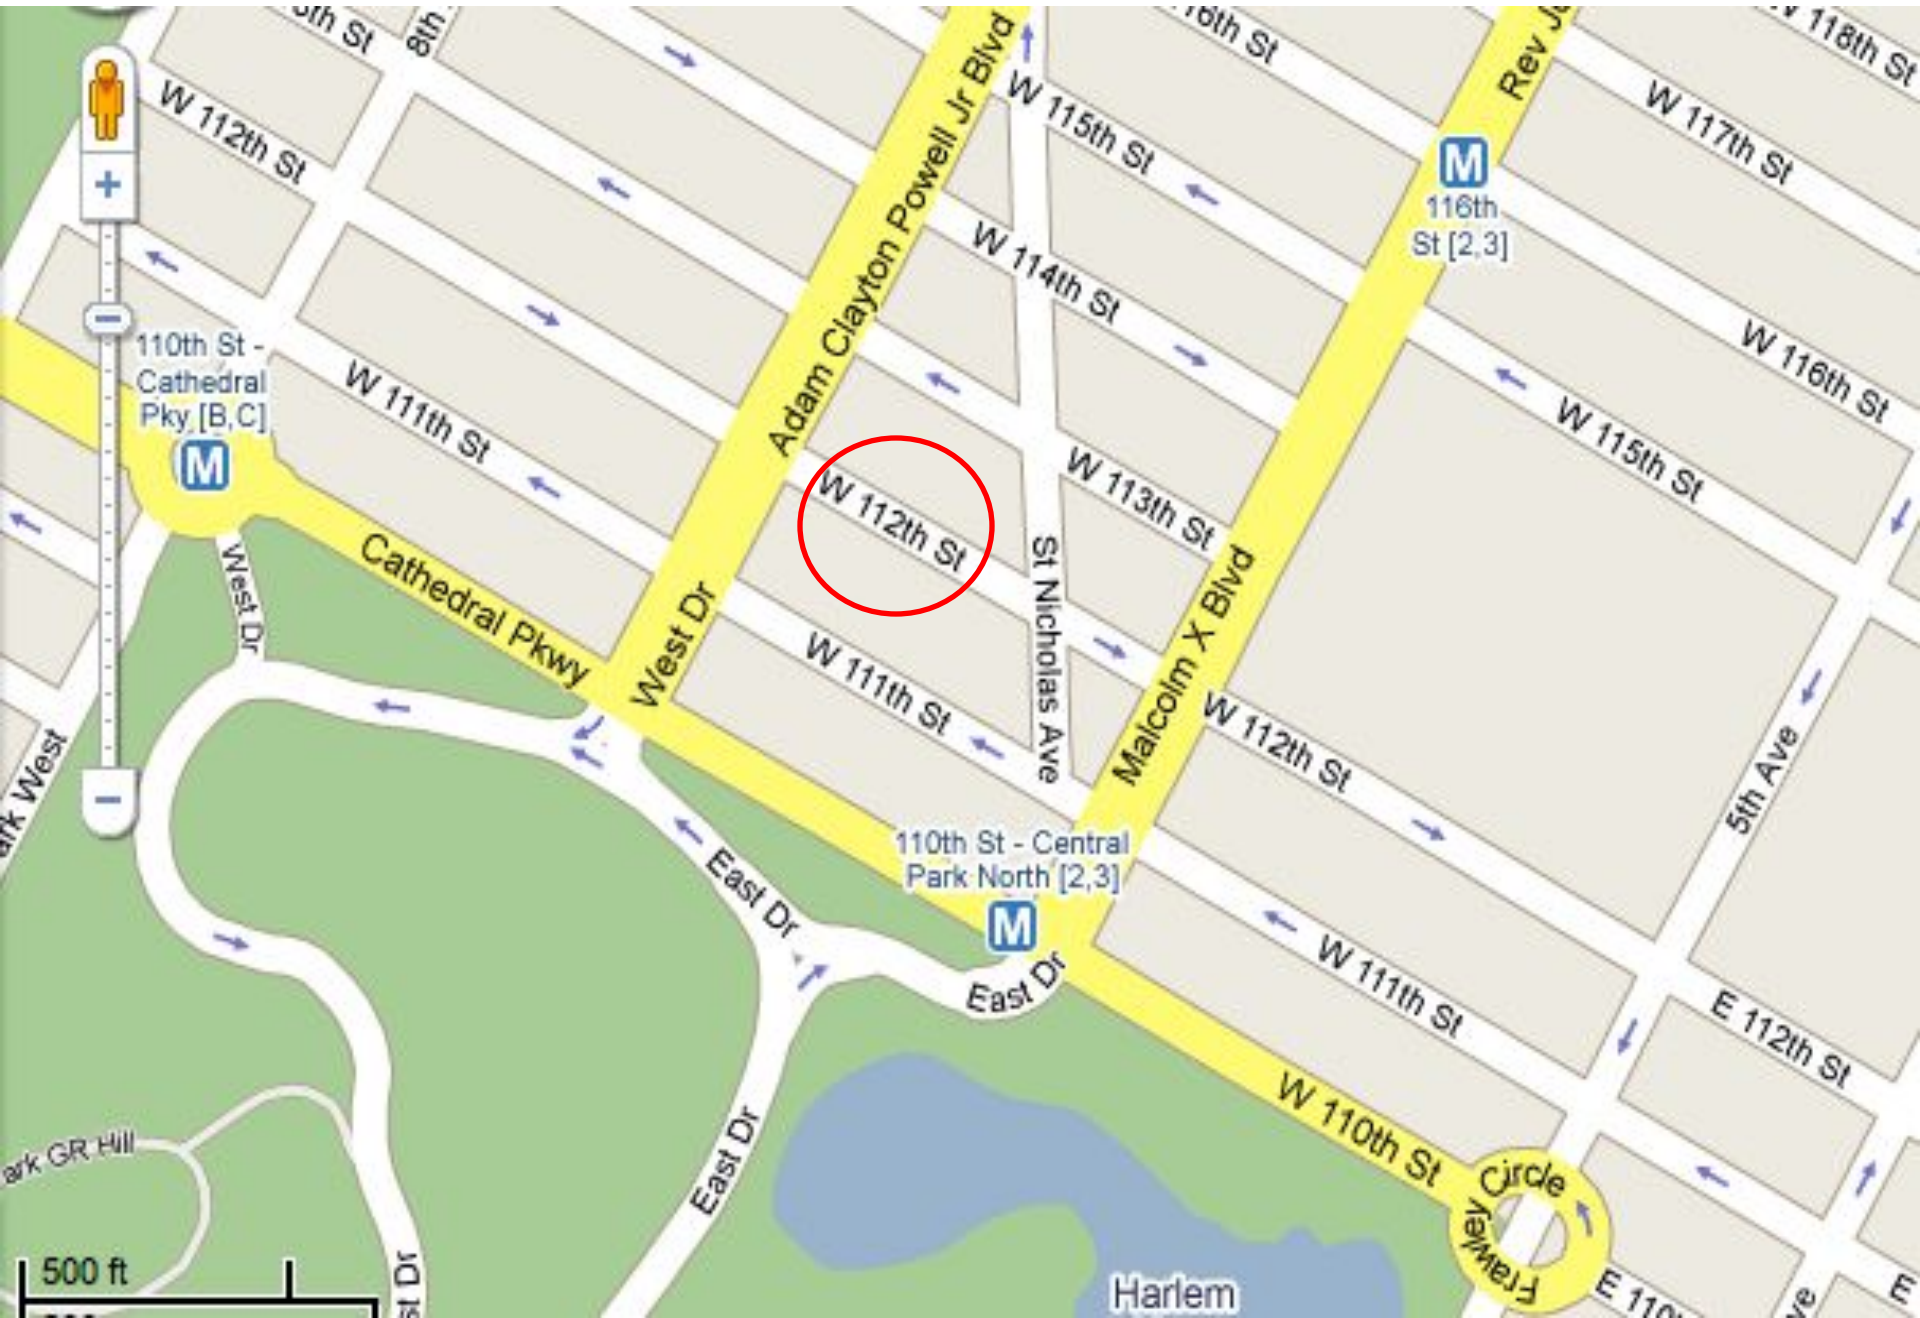 8th
W 112th St
Adam Clayton Powell Jr Blvd
W 115th St
W 118th St
W 117th St
116th
St [2,3]
W 114th St
W 116th St
110th St -
Cathedral
Pky [B,C]
W 111th St
W 112th St
W 113th St
W 115th St
West Dr
Cathedral Pkwy
West Dr
St Nicholas Ave
Malcolm X Blvd
W 111th St
W 112th St
5th Ave
110th St - Central
Park North [2,3]
East Dr
East Dr
W 111th St
E 112th St
W 110th St
East Dr
Frawley Circle
GR Hill
500 ft
Harlem